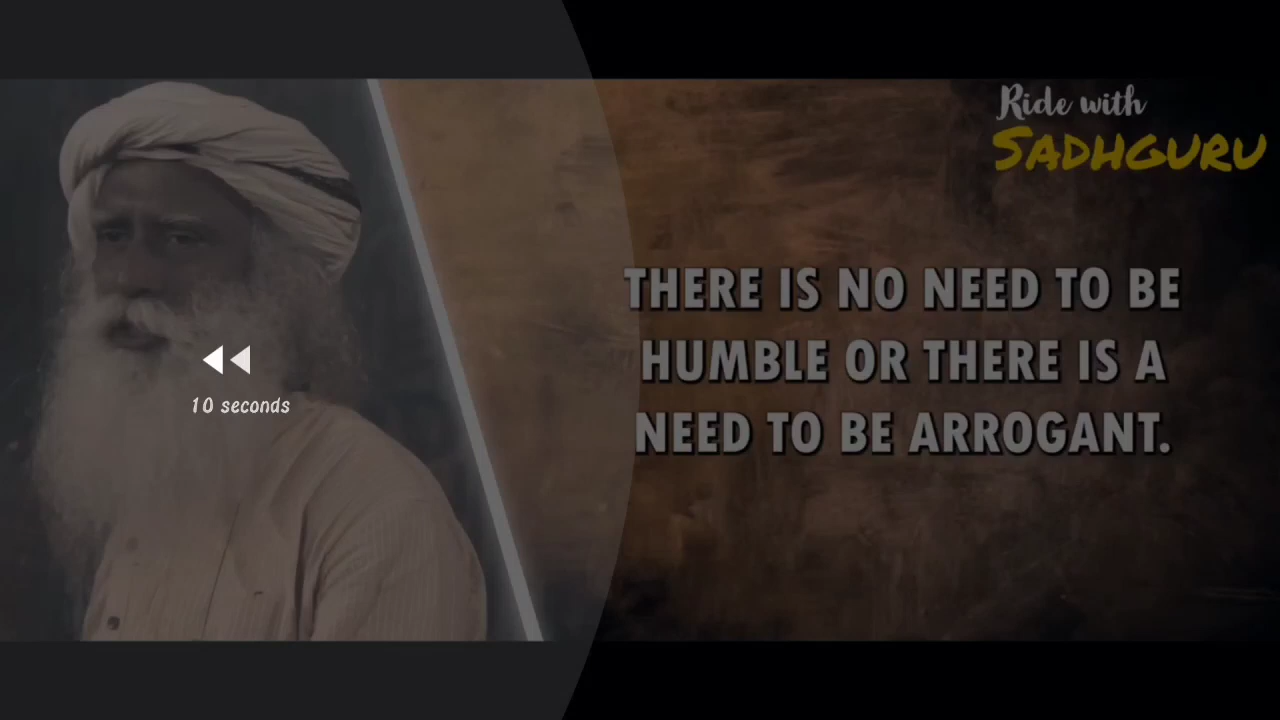 Ride with
SADHGURU
THERE IS NO NEED TO BE
HUMBLE OR THERE IS A
NEED TO BE ARROGANT.
10 seconds